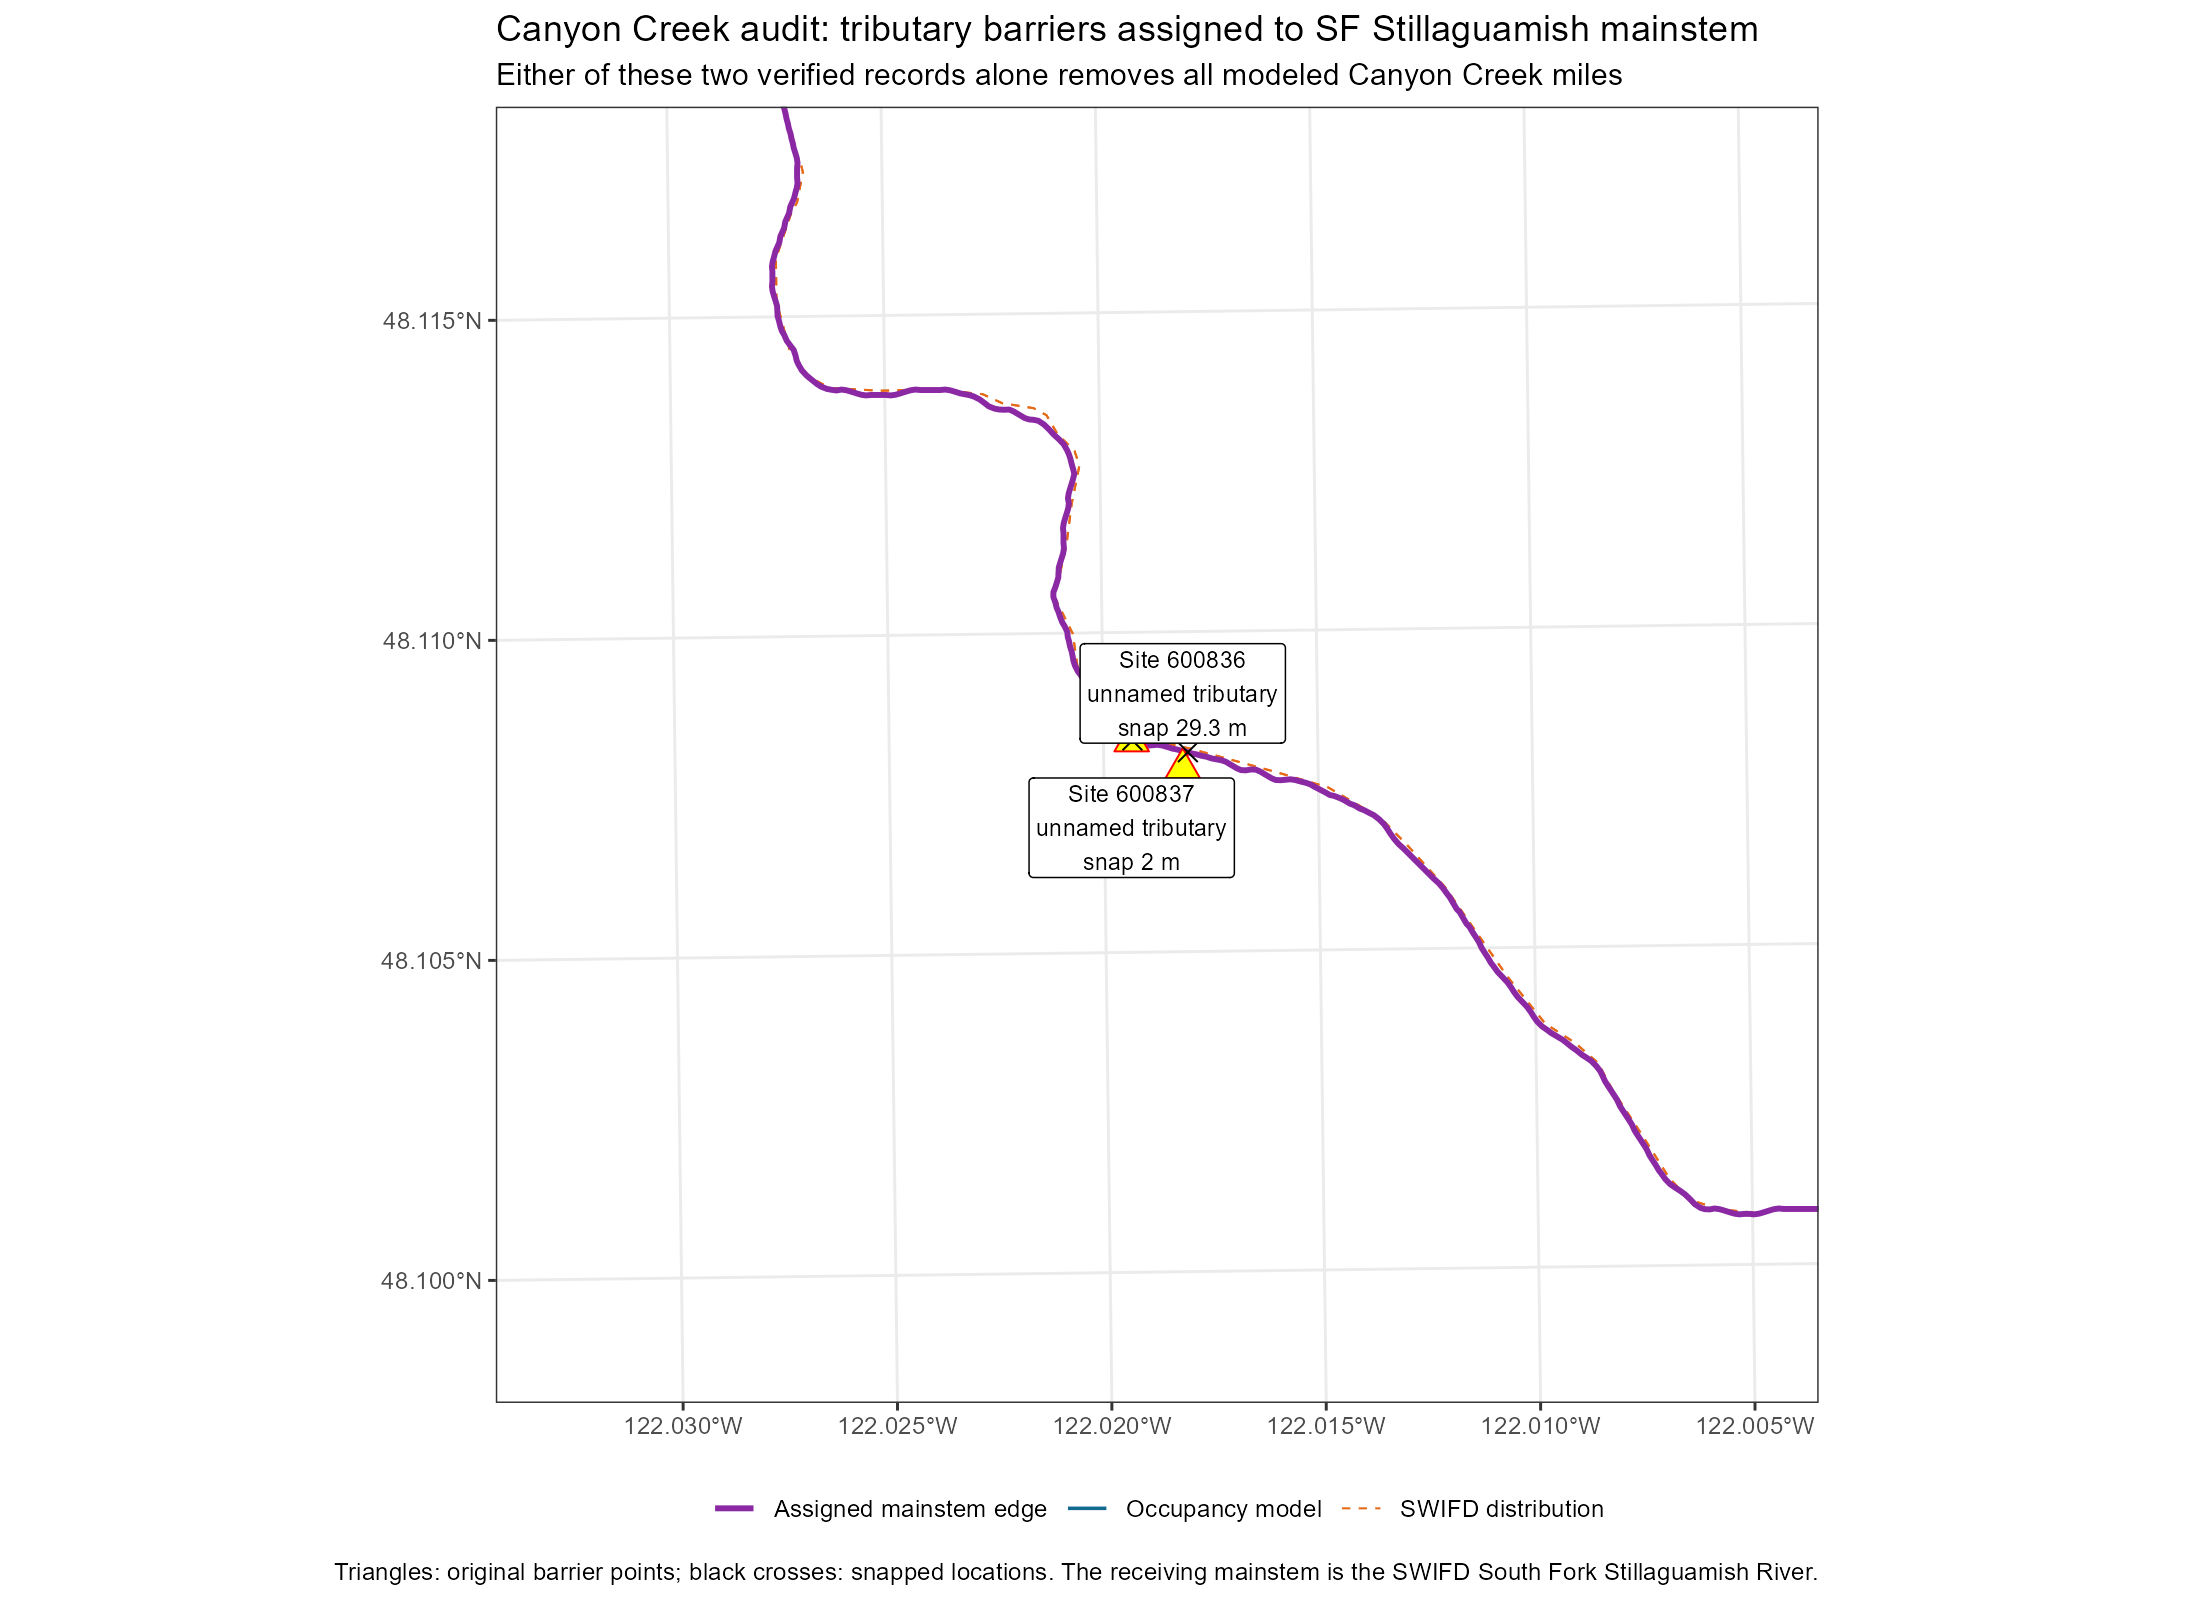 Canyon Creek audit: tributary barriers assigned to SF Stillaguamish mainstem
Either of these two verified records alone removes all modeled Canyon Creek miles
48.115°N
48.110°N
48.105°N
48.100°N
Site 600836
unnamed tributary
snap 29.3 m
Site 600837
unnamed tributary
snap 2 m
122.030°W 122.025°W 122.020°W 122.015°W 122.010°W 122.005°W
Assigned mainstem edge Occupancy model SWIFD distribution
Triangles: original barrier points; black crosses: snapped locations. The receiving mainstem is the SWIFD South Fork Stillaguamish River.